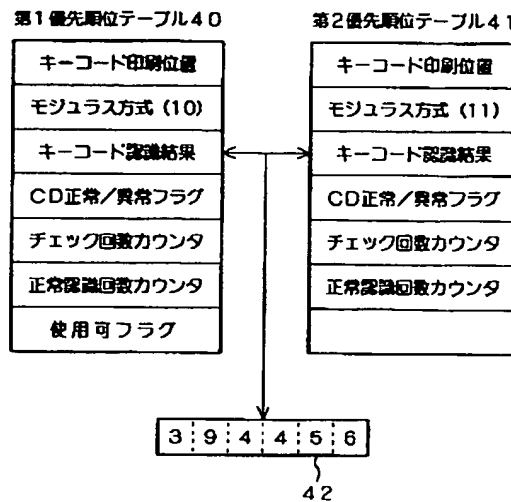 第1優先順位テーブル40
キーコード印刷位置
モジュラス方式(10)
キーコード認識結果
CD正常/異常フラグ
チェック回数カウンタ
正常認識回数カウンタ
使用可フラグ
第2優先順位テーブル41
キーコード印刷位置
モジュラス方式(11)
キーコード認識結果
CD正常/異常フラグ
チェック回数カウンタ
正常認識回数カウンタ
3 9 4 4 5 6
42